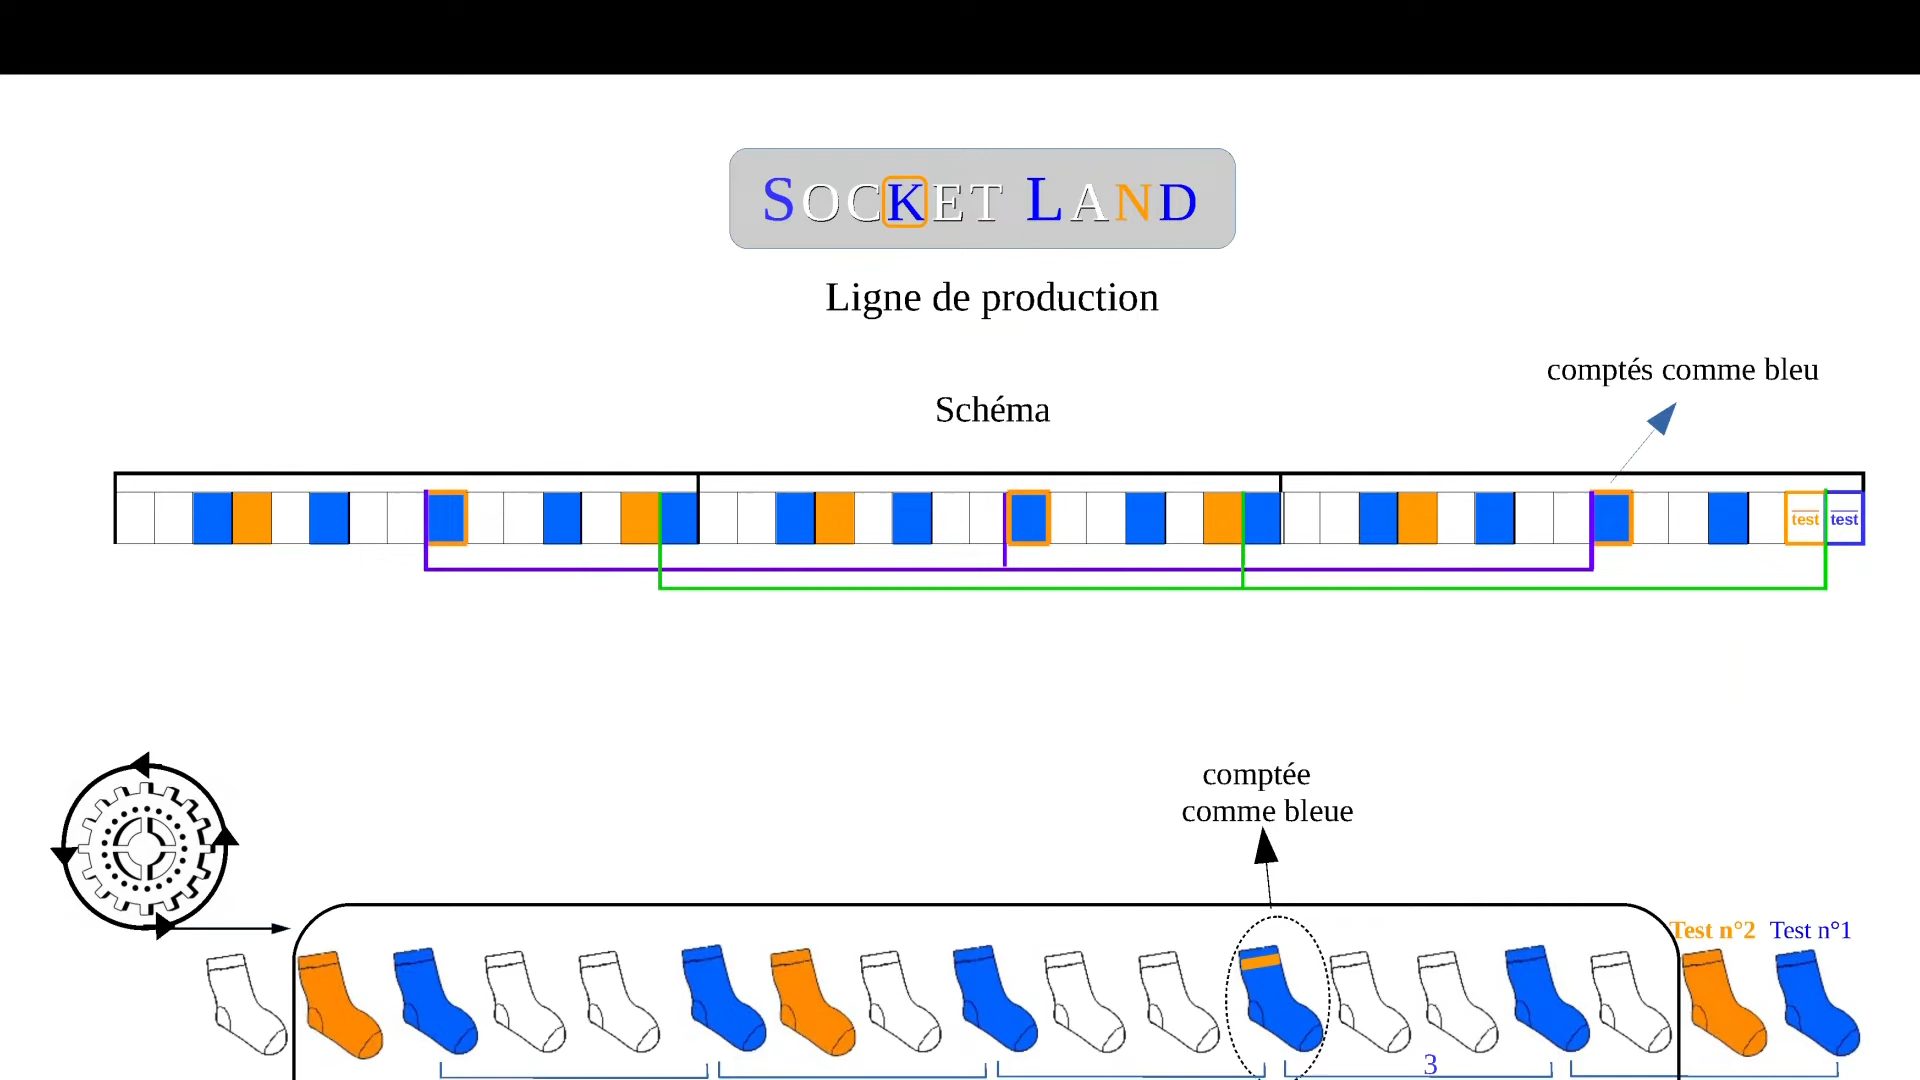 SOCKET LAND
Ligne de production
comptés comme bleu
Schéma
test test
comptée
comme bleue
Test n°2 Test n°1
3